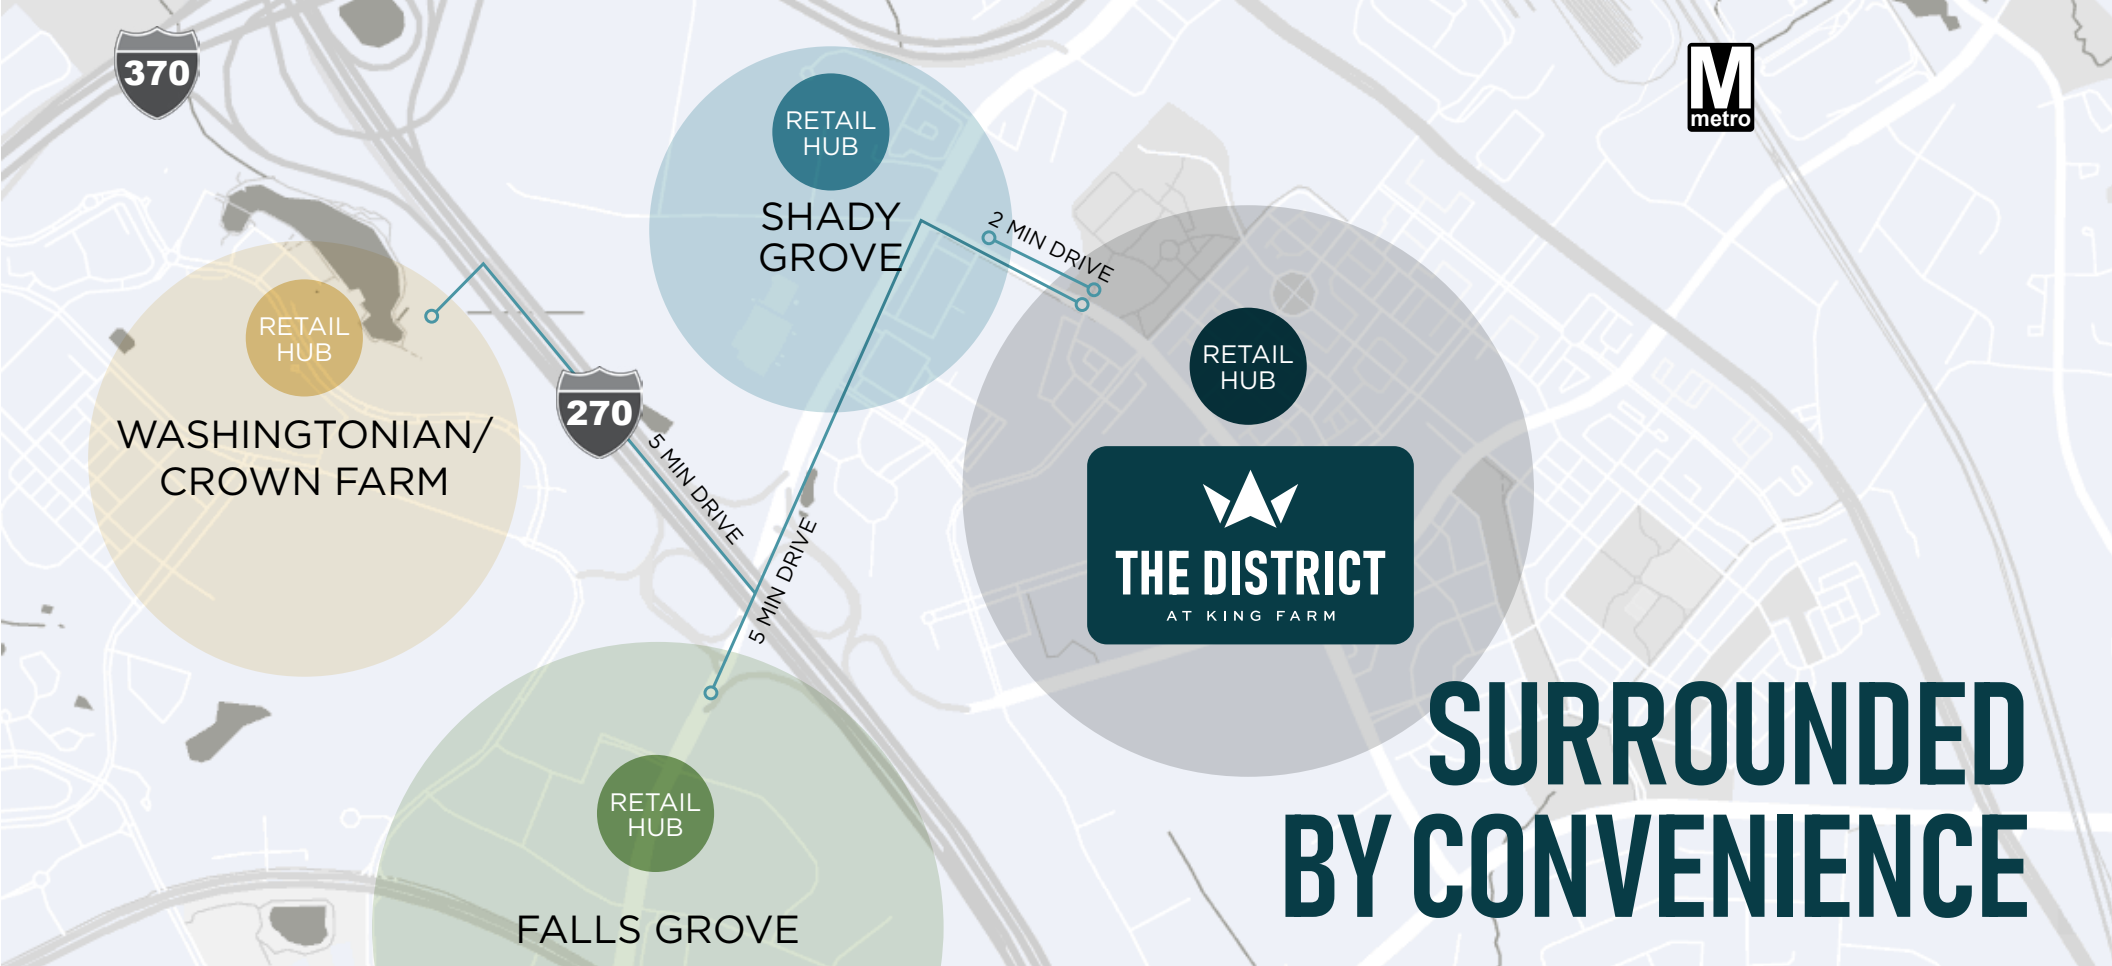 370
M
metro
RETAIL
HUB
SHADY
GROVE
2 MIN DRIVE
RETAIL
HUB
WASHINGTONIAN/
CROWN FARM
270
5 MIN DRIVE
5 MIN DRIVE
RETAIL
HUB
THE DISTRICT
AT KING FARM
RETAIL
HUB
FALLS GROVE
SURROUNDED
BY CONVENIENCE